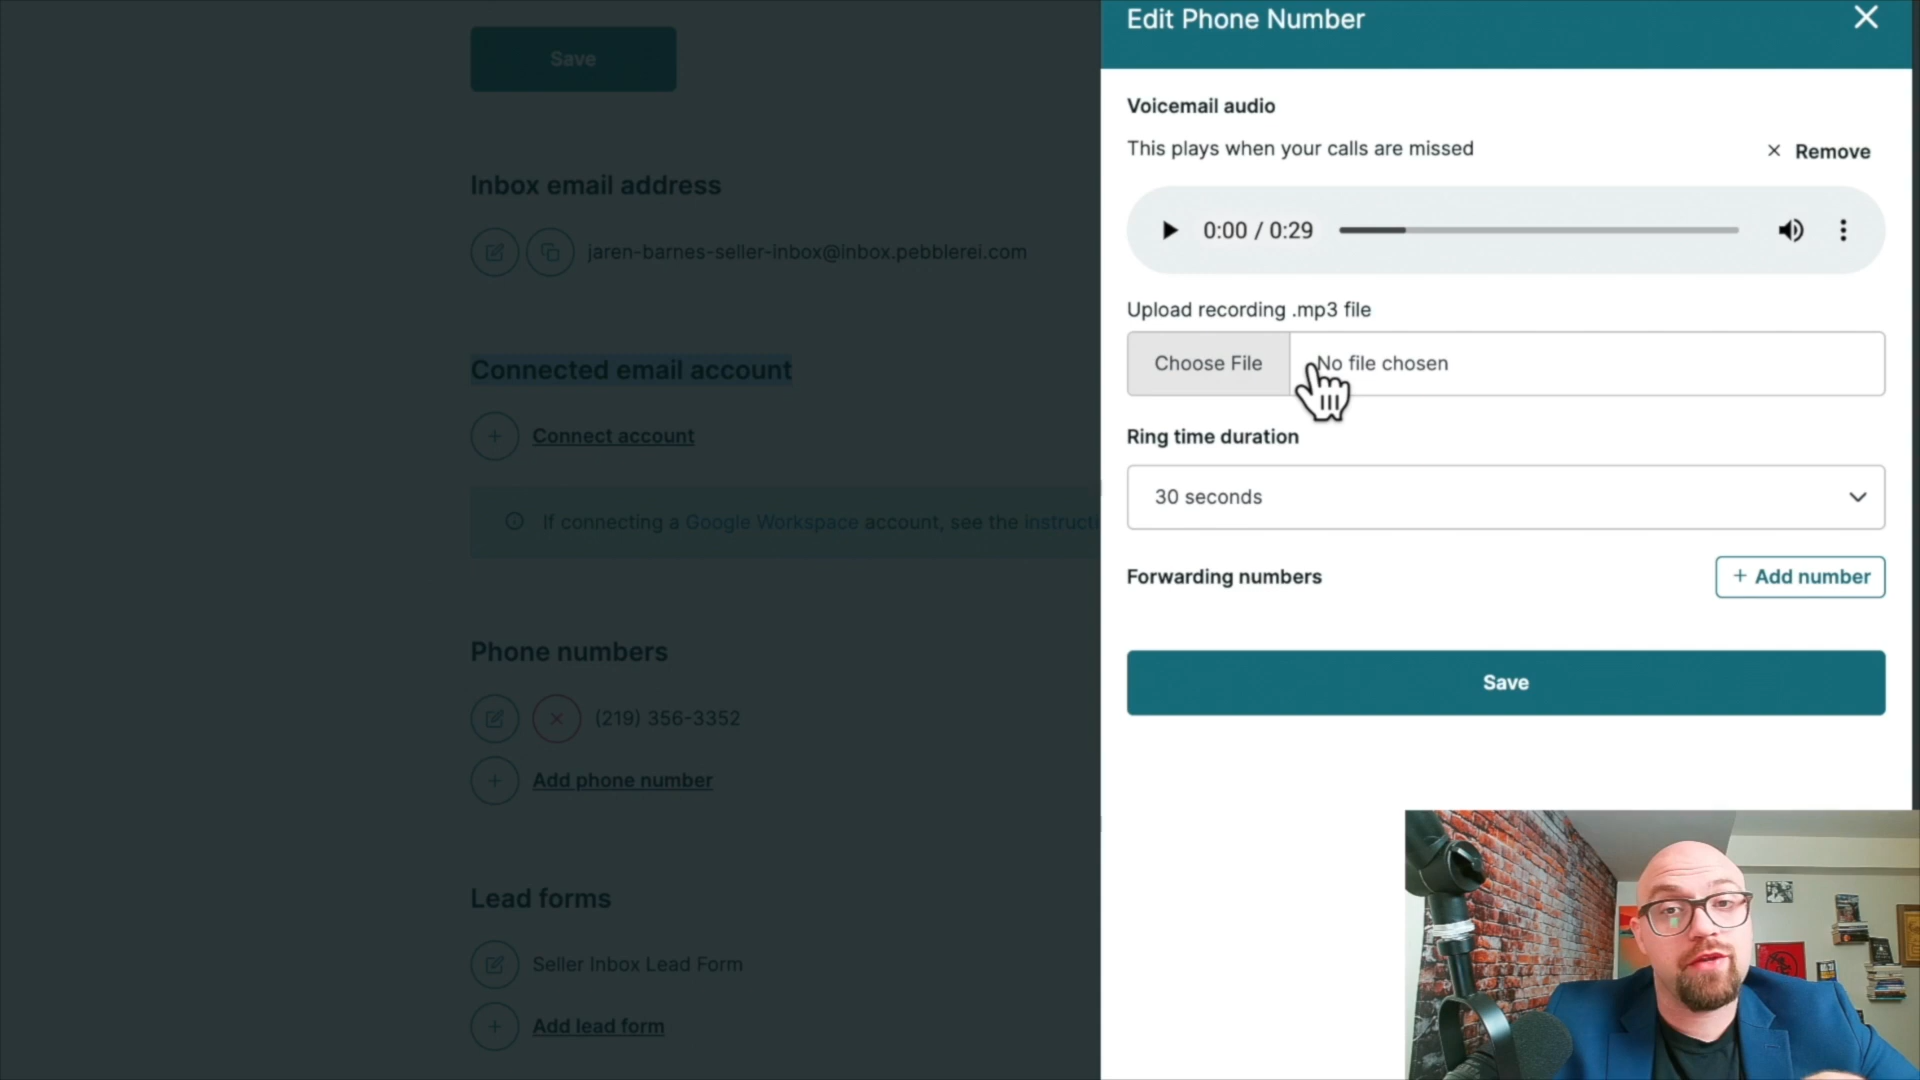 Save
Inbox email address
jaren-barnes-seller-inbox@inbox.pebblerei.com
Connected email account
Connect account
If connecting a Google Workspace account, see the instructi
Phone numbers
(219) 356-3352
Add phone number
Lead forms
Seller Inbox Lead Form
Add lead form
Edit Phone Number
Voicemail audio
This plays when your calls are missed
Remove
0:00 / 0:29
Upload recording .mp3 file
Choose File No file chosen
Ring time duration
30 seconds
Forwarding numbers
+ Add number
Save